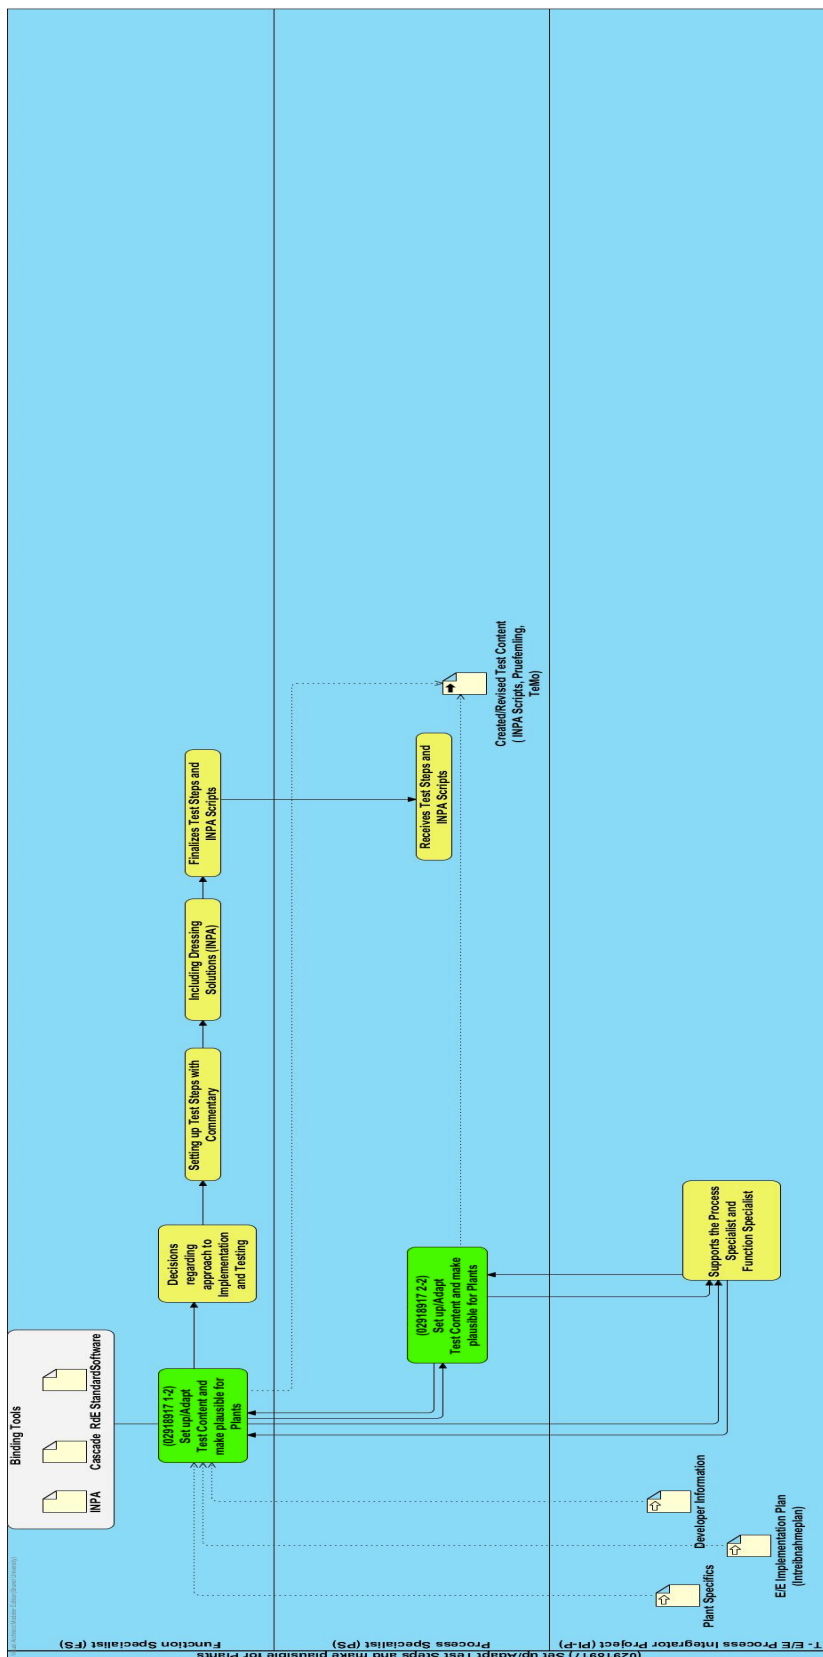 (02918917) Set up/Adapt Test Steps and make plausible for Plants
Function Specialist (FS)
Process Specialist (PS)
T - E/E Process Integrator Project (PI-P)
Binding Tools
INPA
Cascade
RdE StandardSoftware
(02918917 1-2)
Set up/Adapt
Test Content and
make plausible for
Plants
Decisions
regarding
approach to
Implementation
and Testing
Setting up Test Steps with
Commentary
Including Dressing
Solutions (INPA)
Finalizes Test Steps and
INPA Scripts
Receives Test Steps and
INPA Scripts
(02918917 2-2)
Set up/Adapt
Test Content and make
plausible for Plants
Created/Revised Test Content
( INPA Scripts, Pruefemling,
TeMo)
Supports the Process
Specialist and
Function Specialist
Plant Specifics
Developer Information
E/E Implementation Plan
(Intreibnahmeplan)